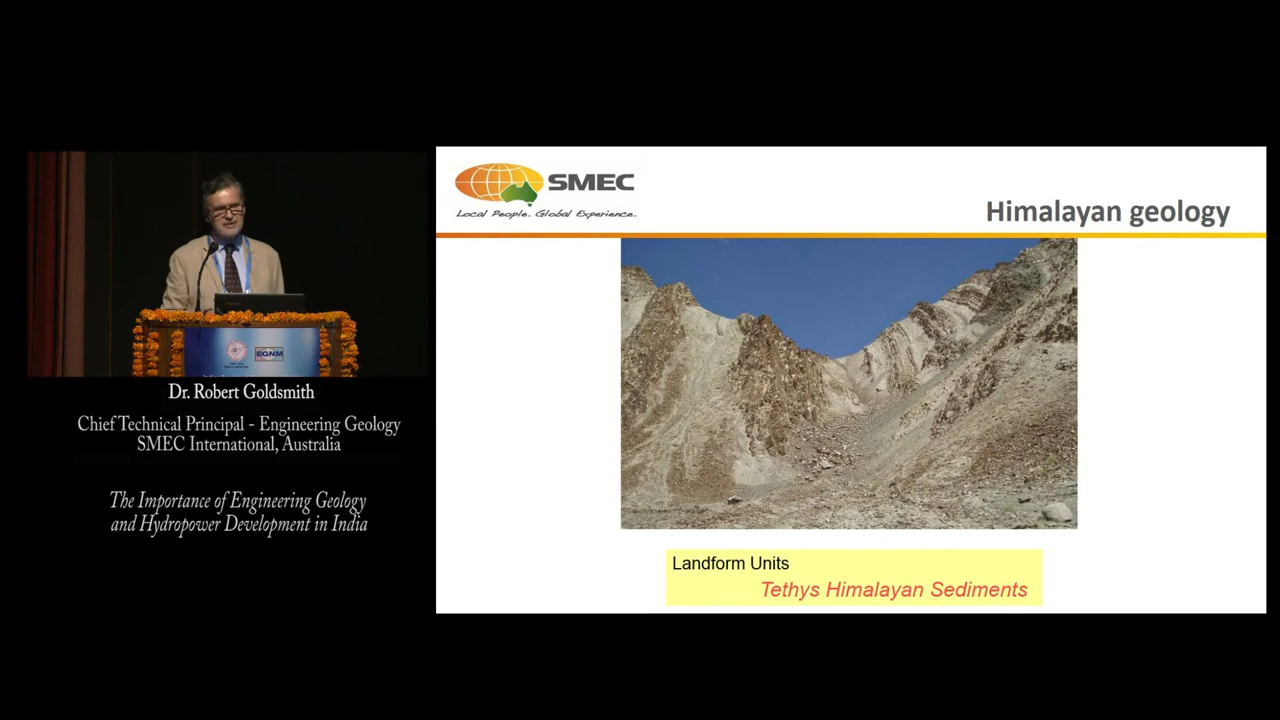 SMEC
Local People. Global Experience.
Himalayan geology
EGNM
Dr. Robert Goldsmith
Chief Technical Principal - Engineering Geology
SMEC International, Australia
The Importance of Engineering Geology
and Hydropower Development in India
Landform Units
Tethys Himalayan Sediments